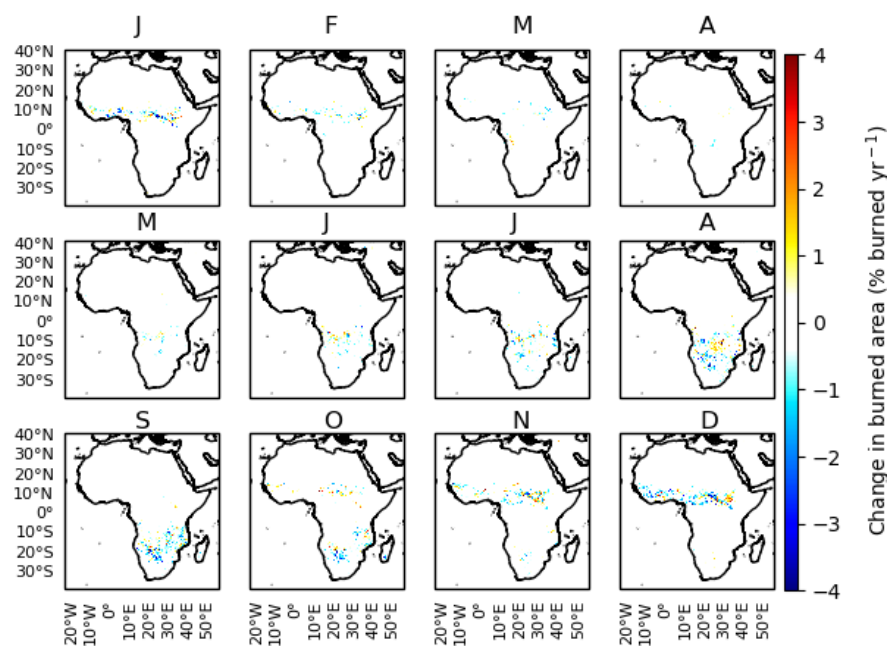 J F M A
40°N
30°N
20°N
10°N
0°
10°S
20°S
30°S
M J J A
40°N
30°N
20°N
10°N
0°
10°S
20°S
30°S
S O N D
40°N
30°N
20°N
10°N
0°
10°S
20°S
30°S
20°W 10°W 0° 10°E 20°E 30°E 40°E 50°E
20°W 10°W 0° 10°E 20°E 30°E 40°E 50°E
20°W 10°W 0° 10°E 20°E 30°E 40°E 50°E
20°W 10°W 0° 10°E 20°E 30°E 40°E 50°E
4
3
2
1
0
−1
−2
−3
−4
Change in burned area (% burned yr⁻¹)